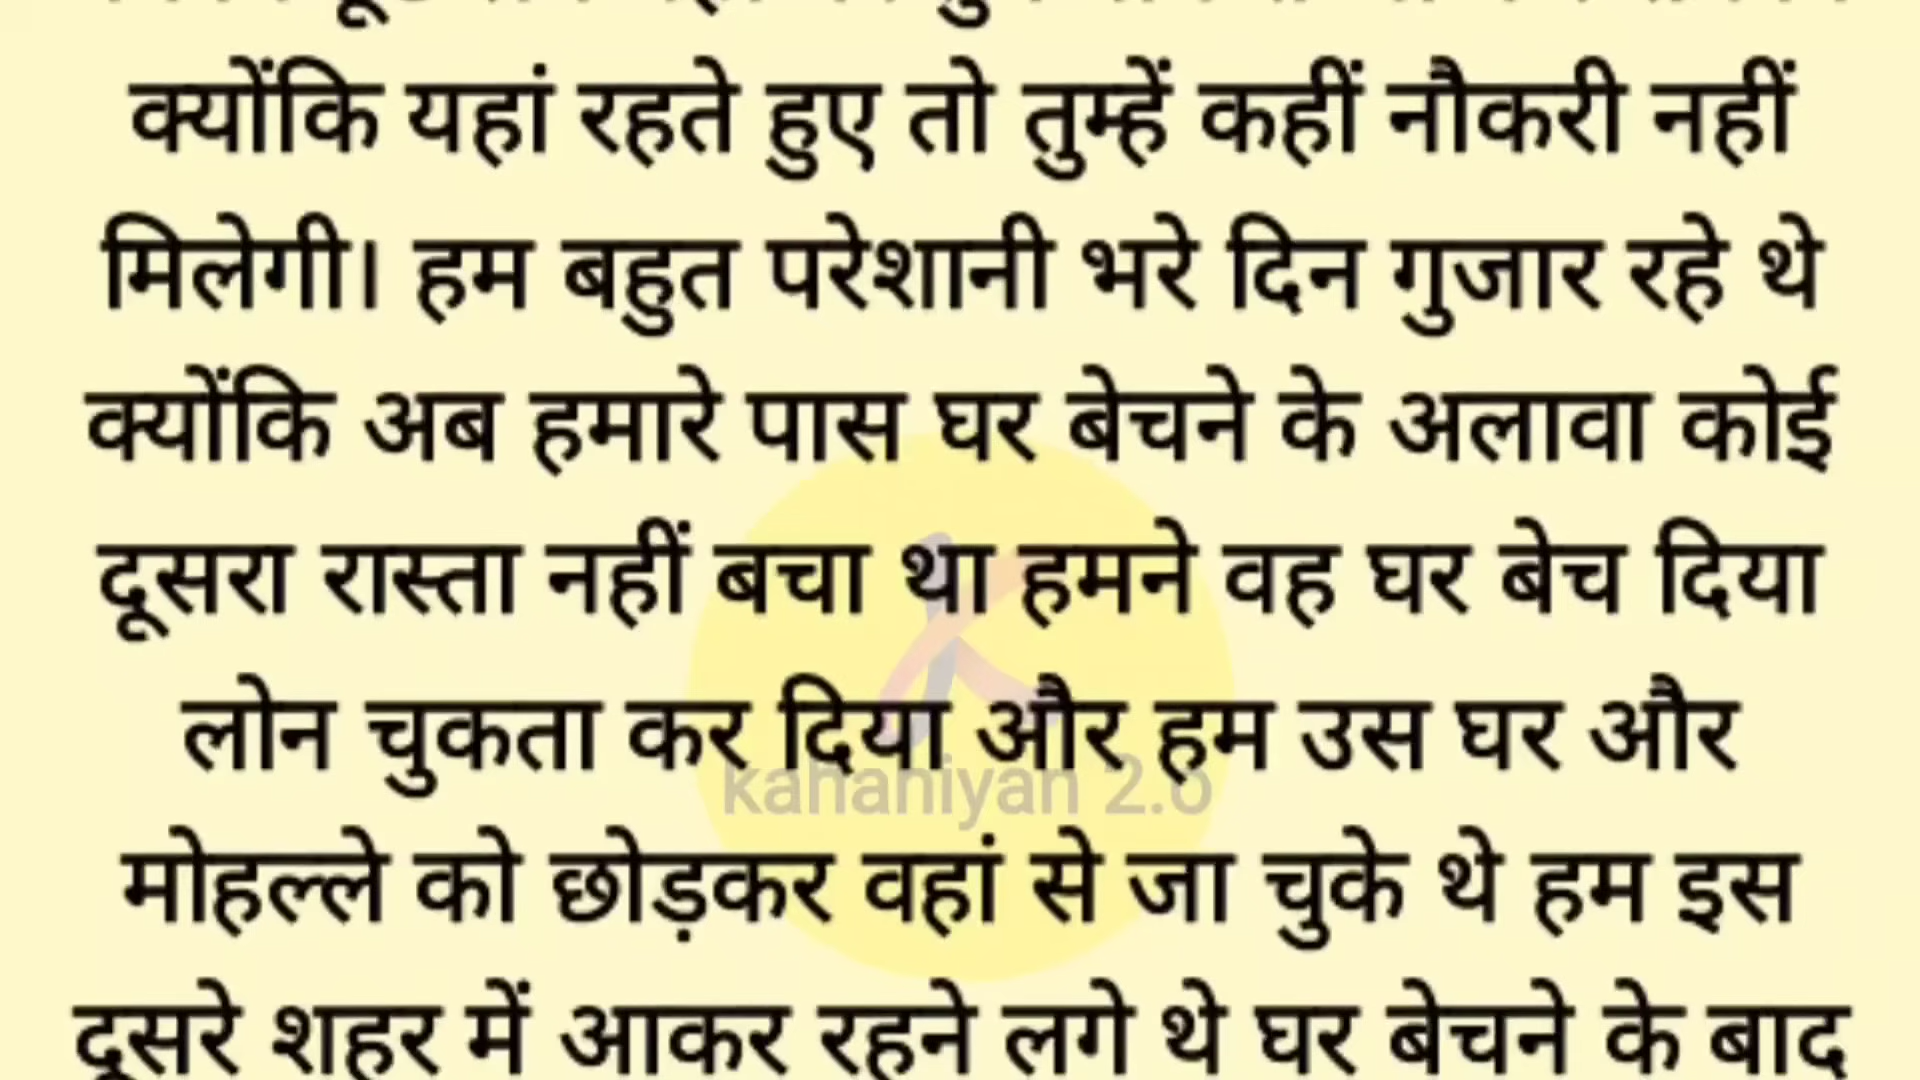 क्योंकि यहां रहते हुए तो तुम्हें कहीं नौकरी नहीं
मिलेगी। हम बहुत परेशानी भरे दिन गुजार रहे थे
क्योंकि अब हमारे पास घर बेचने के अलावा कोई
दूसरा रास्ता नहीं बचा था हमने वह घर बेच दिया
लोन चुकता कर दिया और हम उस घर और
kahaniyan 2.o
मोहल्ले को छोड़कर वहां से जा चुके थे हम इस
दूसरे शहर में आकर रहने लगे थे घर बेचने के बाद